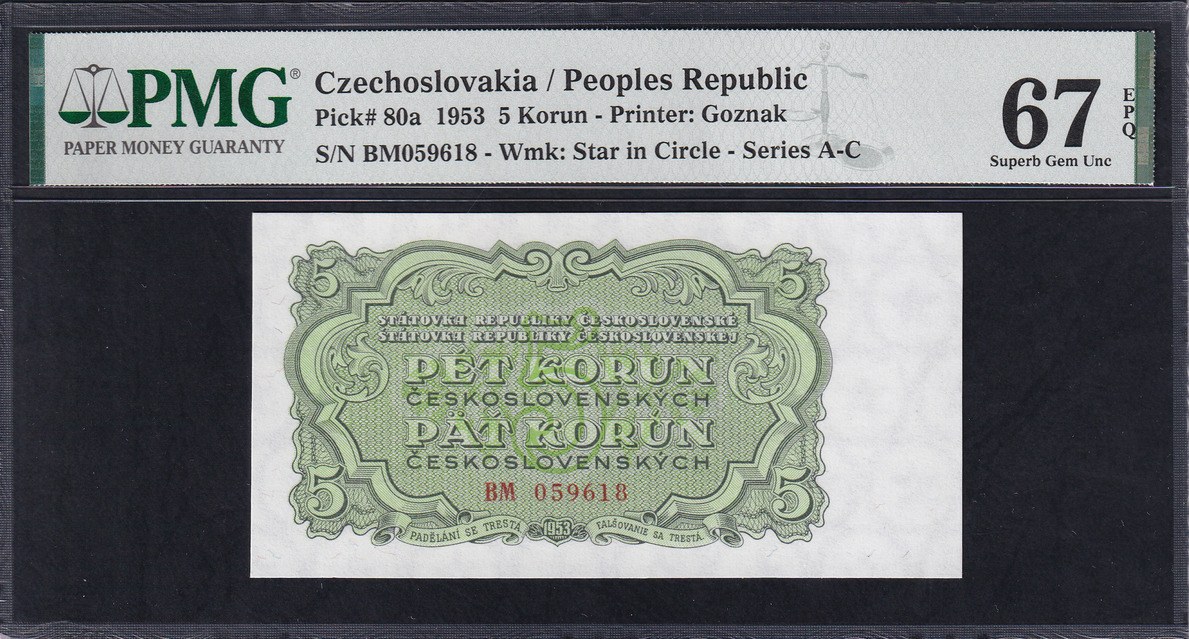 PMG®
PAPER MONEY GUARANTY
Czechoslovakia / Peoples Republic
Pick# 80a 1953 5 Korun - Printer: Goznak
S/N BM059618 - Wmk: Star in Circle - Series A-C
67
EPQ
Superb Gem Unc
5 5
STÁTOVKA REPUBLIKY ČESKOSLOVENSKÉ
STÁTOVKA REPUBLIKY ČESKOSLOVENSKEJ
PĚT KORUN
ČESKOSLOVENSKÝCH
PÄŤ KORÚN
ČESKOSLOVENSKÝCH
5 5
BM 059618
PADĚLÁNÍ SE TRESTÁ. 1953 FALŠOVANIE SA TRESTÁ.